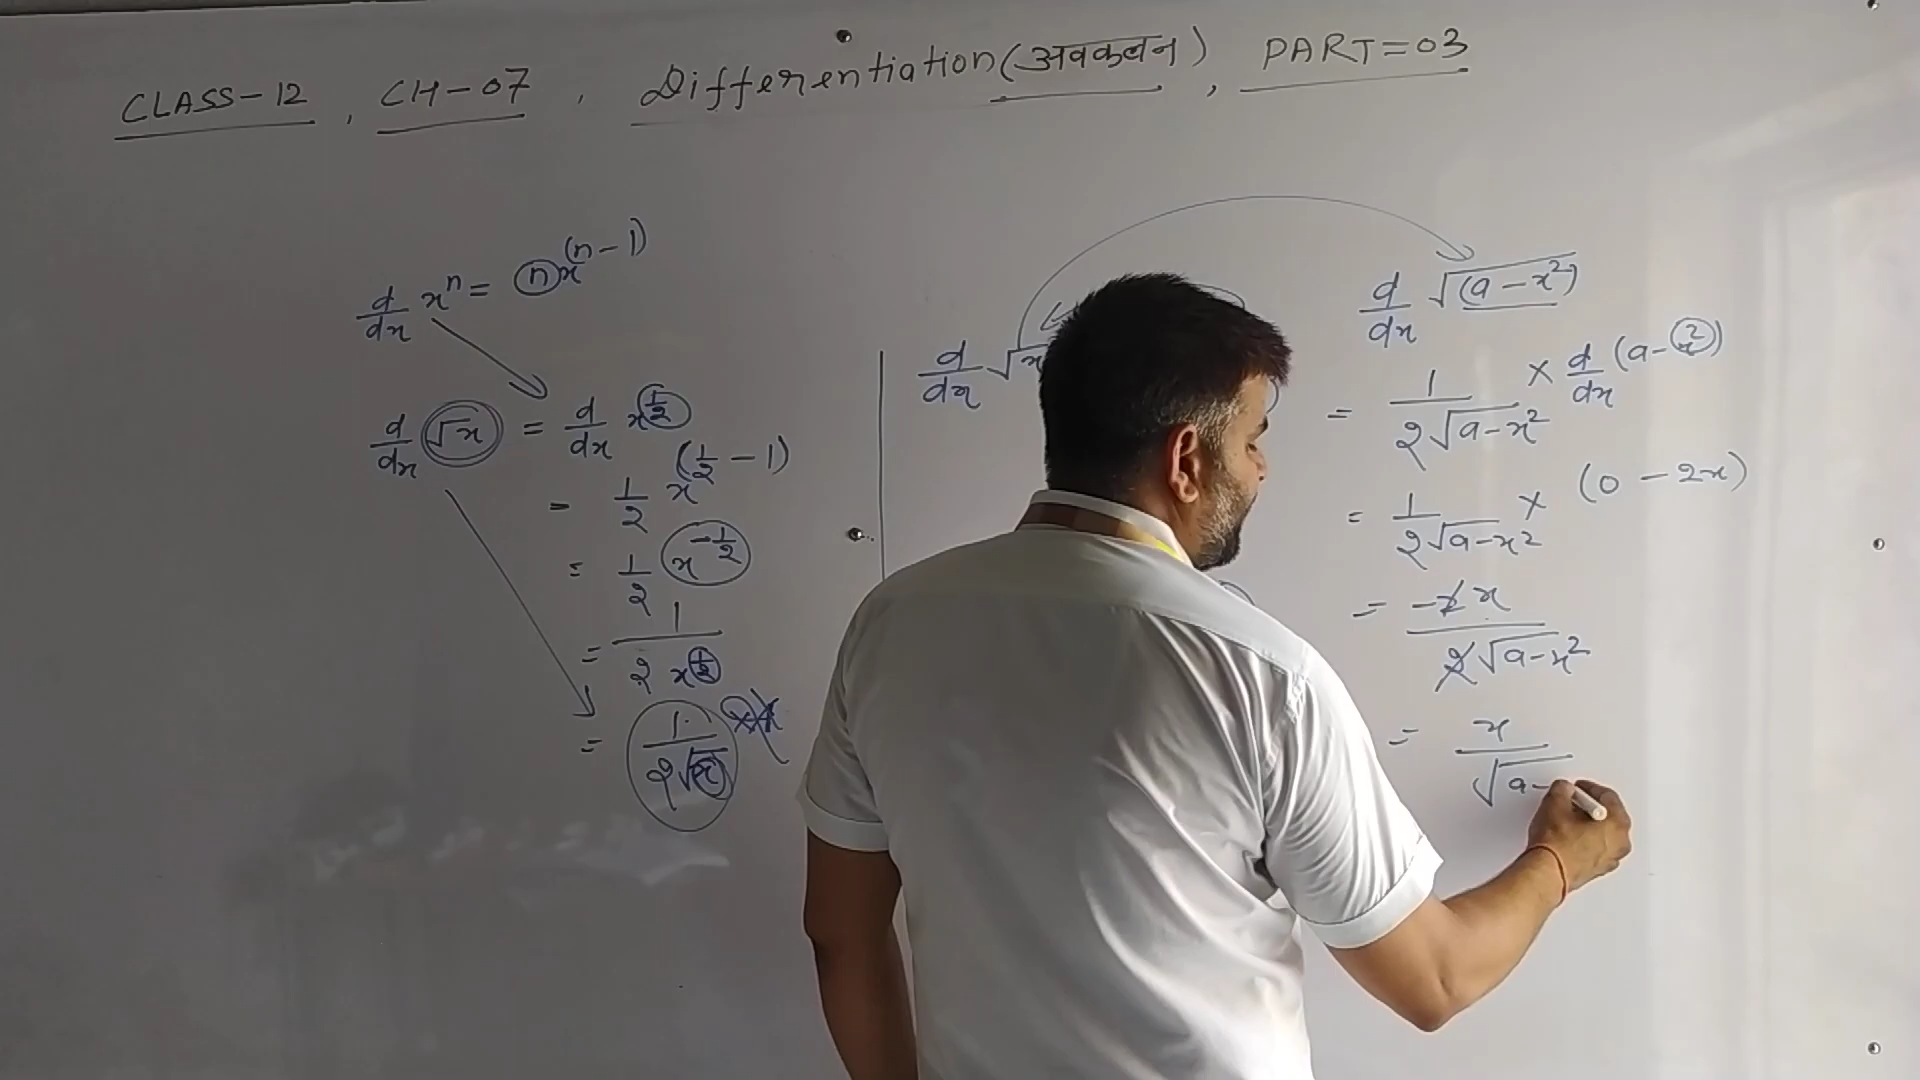 CLASS-12, CH-07, Differentiation (अवकलन), PART=03
d/dx x^n = n x^(n-1)
d/dx √x = d/dx x^(1/2)
= 1/2 x^(1/2 - 1)
= 1/2 x^(-1/2)
= 1/(2 x^(1/2))
= 1/(2√x)
d/dx √x
d/dx √(a-x²)
= 1/(2√a-x²) × d/dx (a-x²)
= 1/(2√a-x²) × (0-2x)
= -2x/(2√a-x²)
= x/√a-